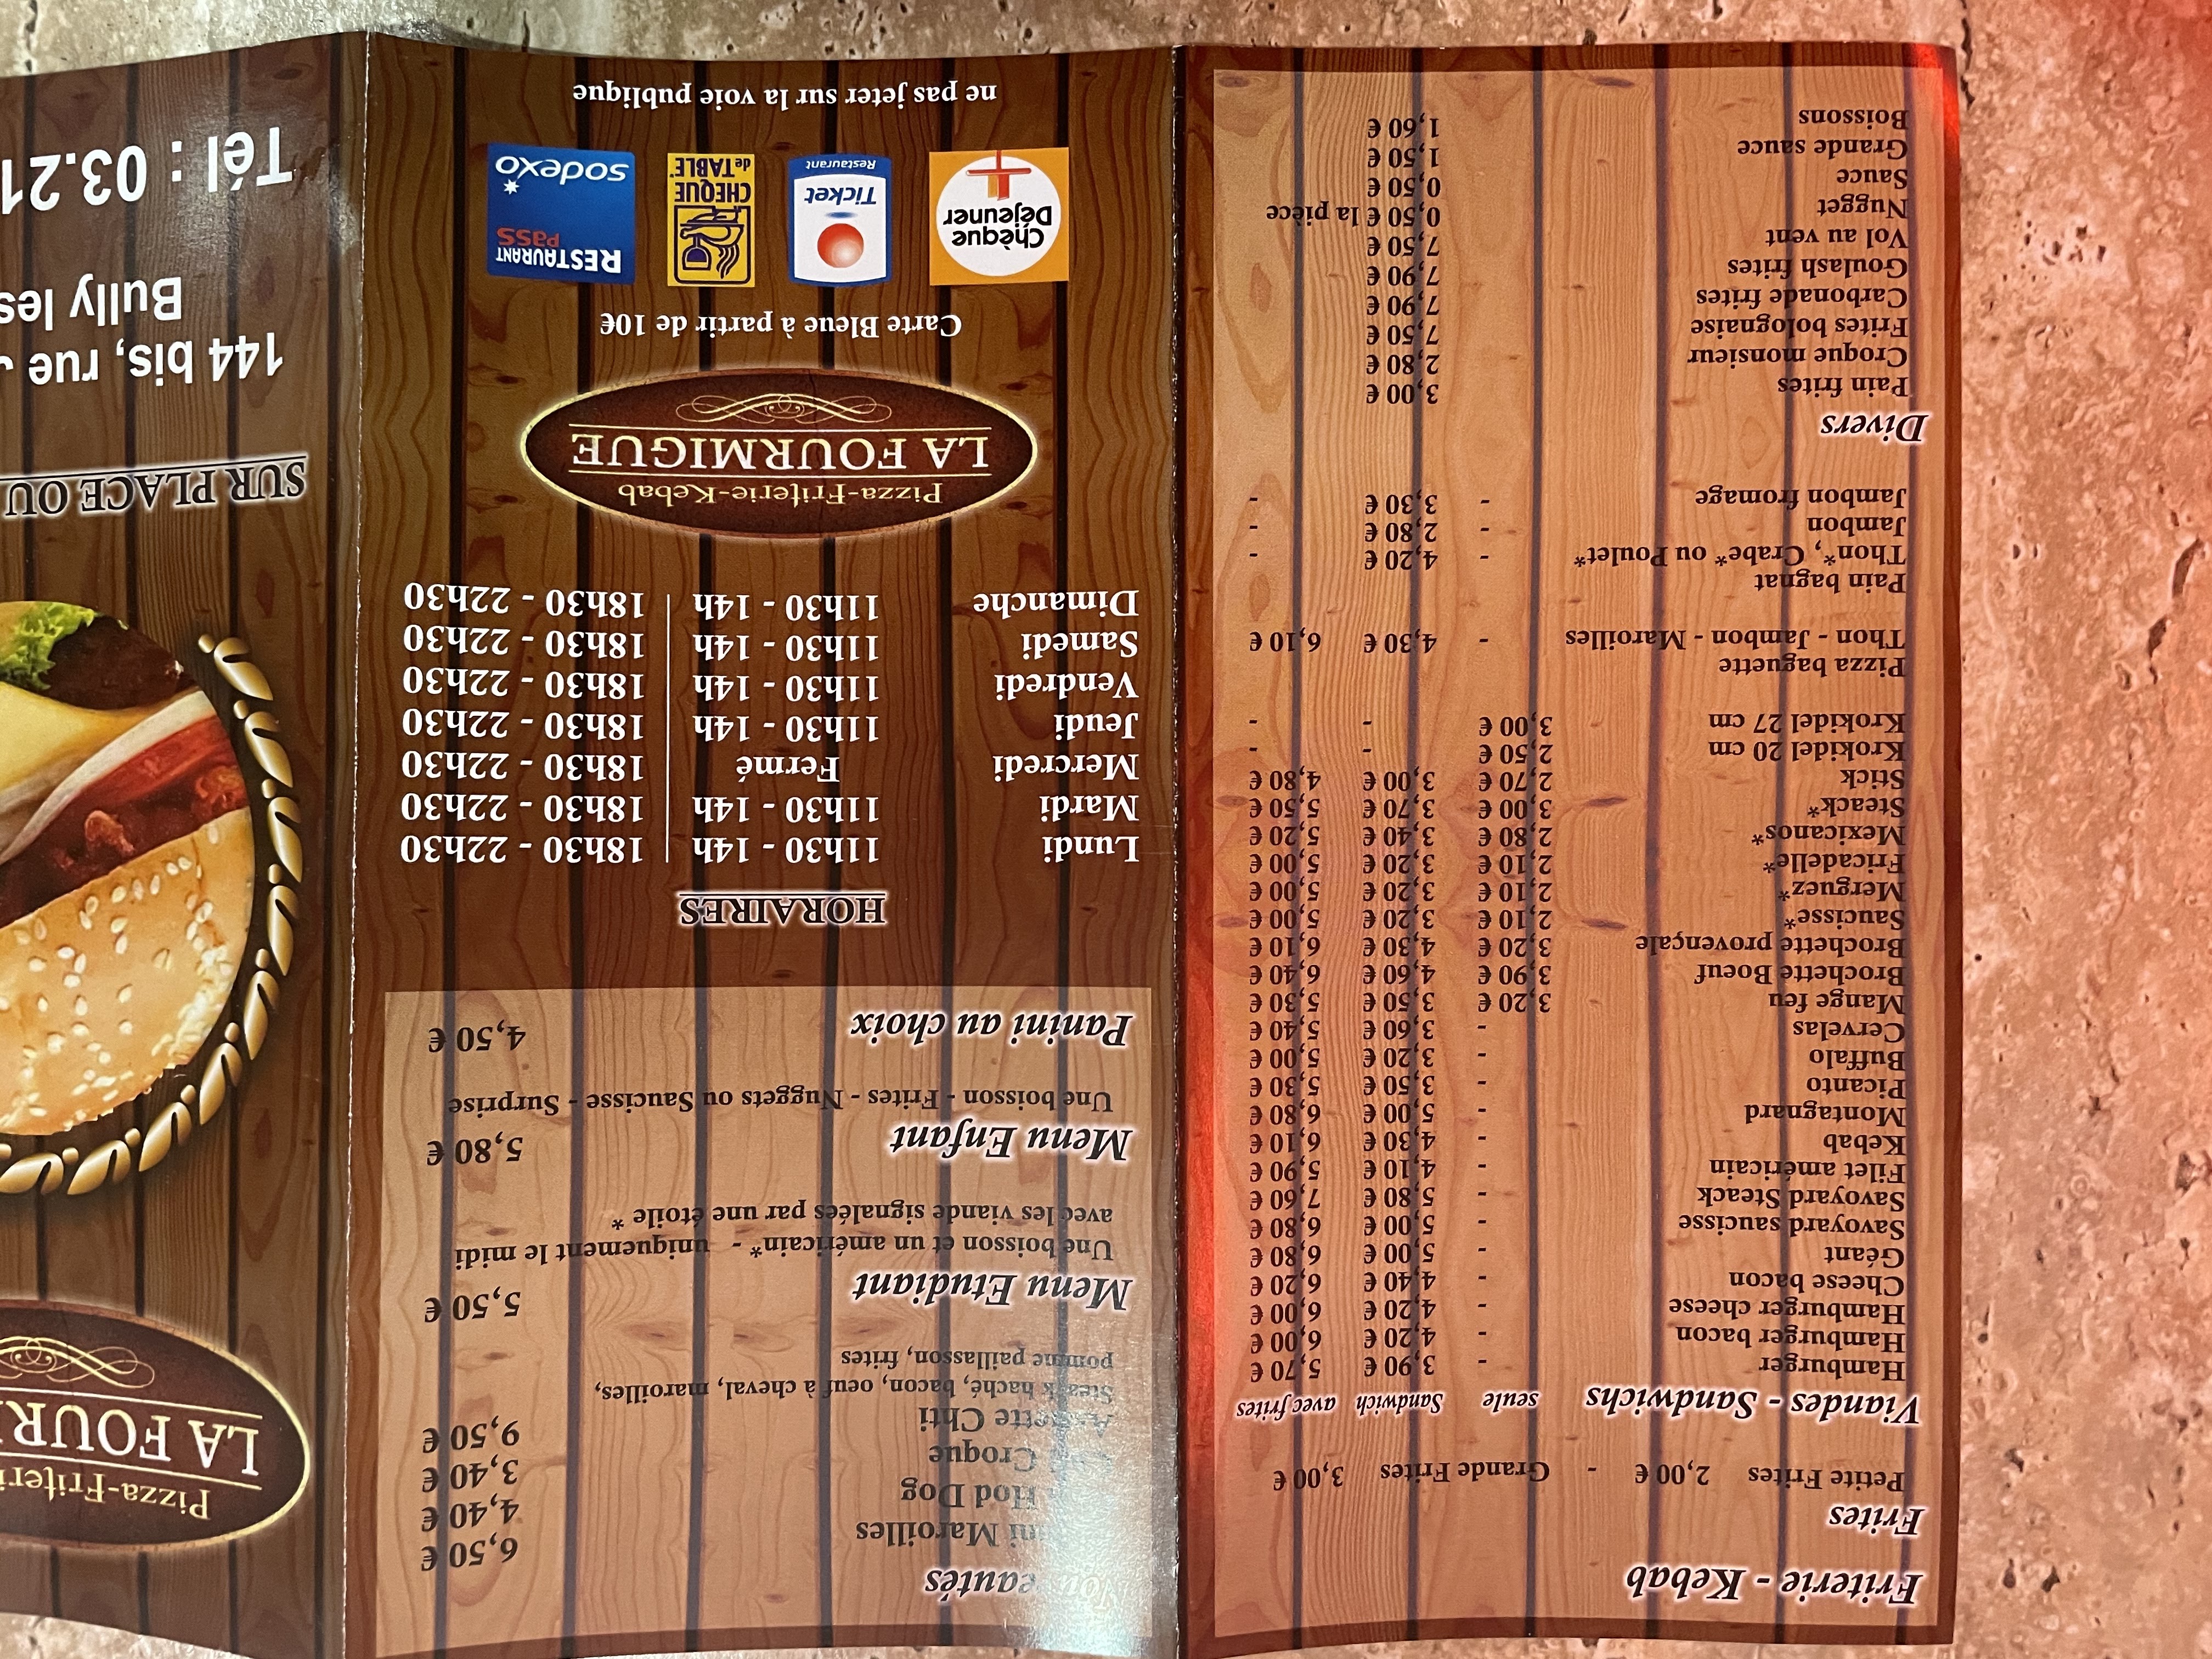 Friterie - Kebab
Frites
Petite Frites 2,00 € - Grande Frites 3,00 €
Viandes - Sandwichs seule Sandwich avec frites
Hamburger - 3,90 € 5,70 €
Hamburger bacon - 4,20 € 6,00 €
Hamburger cheese - 4,20 € 6,00 €
Cheese bacon - 4,40 € 6,20 €
Géant - 5,00 € 6,80 €
Savoyard saucisse - 5,00 € 6,80 €
Savoyard Steack - 5,80 € 7,60 €
Filet américain - 4,10 € 5,90 €
Kebab - 4,30 € 6,10 €
Montagnard - 5,00 € 6,80 €
Picanto - 3,50 € 5,30 €
Buffalo - 3,20 € 5,00 €
Cervelas - 3,60 € 5,40 €
Mange feu 3,20 € 3,50 € 5,30 €
Brochette Boeuf 3,90 € 4,60 € 6,40 €
Brochette provençale 3,20 € 4,30 € 6,10 €
Saucisse* 2,10 € 3,20 € 5,00 €
Merguez* 2,10 € 3,20 € 5,00 €
Fricadelle* 2,10 € 3,20 € 5,00 €
Mexicanos* 2,80 € 3,40 € 5,20 €
Steack* 3,00 € 3,70 € 5,50 €
Stick 2,70 € 3,00 € 4,80 €
Krokidel 20 cm 2,50 € - -
Krokidel 27 cm 3,00 € - -
Pizza baguette
Thon - Jambon - Maroilles - 4,30 € 6,10 €
Pain bagnat
Thon*, Crabe* ou Poulet* - 4,20 € -
Jambon - 2,80 € -
Jambon fromage - 3,30 € -
Divers
Pain frites 3,00 €
Croque monsieur 2,80 €
Frites bolognaise 7,50 €
Carbonade frites 7,90 €
Goulash frites 7,90 €
Vol au vent 7,50 €
Nugget 0,50 € la pièce
Sauce 0,50 €
Grande sauce 1,50 €
Boissons 1,60 €
Nouveautés
Maroilles 6,50 €
Hod Dog 4,40 €
Croque 3,40 €
Assiette Chti 9,50 €
Steack haché, bacon, oeuf à cheval, maroilles,
pomme paillasson, frites
Menu Etudiant 5,50 €
Une boisson et un américain* - uniquement le midi
avec les viande signalées par une étoile *
Menu Enfant 5,80 €
Une boisson - Frites - Nuggets ou Saucisse - Surprise
Panini au choix 4,50 €
HORAIRES
Lundi 11h30 - 14h 18h30 - 22h30
Mardi 11h30 - 14h 18h30 - 22h30
Mercredi Fermé 18h30 - 22h30
Jeudi 11h30 - 14h 18h30 - 22h30
Vendredi 11h30 - 14h 18h30 - 22h30
Samedi 11h30 - 14h 18h30 - 22h30
Dimanche 11h30 - 14h 18h30 - 22h30
Pizza-Friterie-Kebab
LA FOURMIGUE
Carte Bleue à partir de 10€
Chèque Déjeuner
Ticket Restaurant
CHEQUE de TABLE
RESTAURANT Pass sodexo
ne pas jeter sur la voie publique
Pizza-Friteri
LA FOUR
SUR PLACE OU
144 bis, rue
Bully les
Tél : 03.21